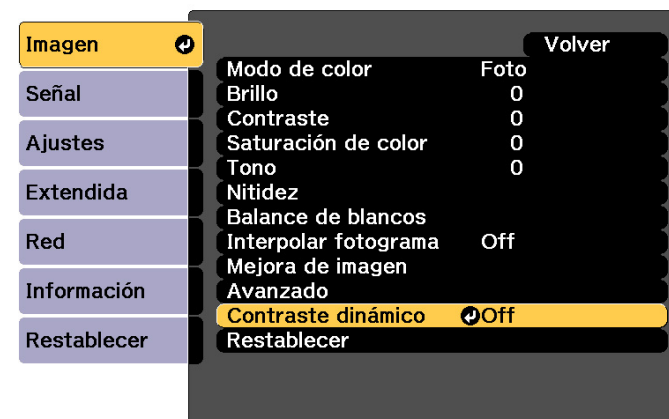 Imagen
Señal
Ajustes
Extendida
Red
Información
Restablecer
Volver
Modo de color Foto
Brillo 0
Contraste 0
Saturación de color 0
Tono 0
Nitidez
Balance de blancos
Interpolar fotograma Off
Mejora de imagen
Avanzado
Contraste dinámico Off
Restablecer